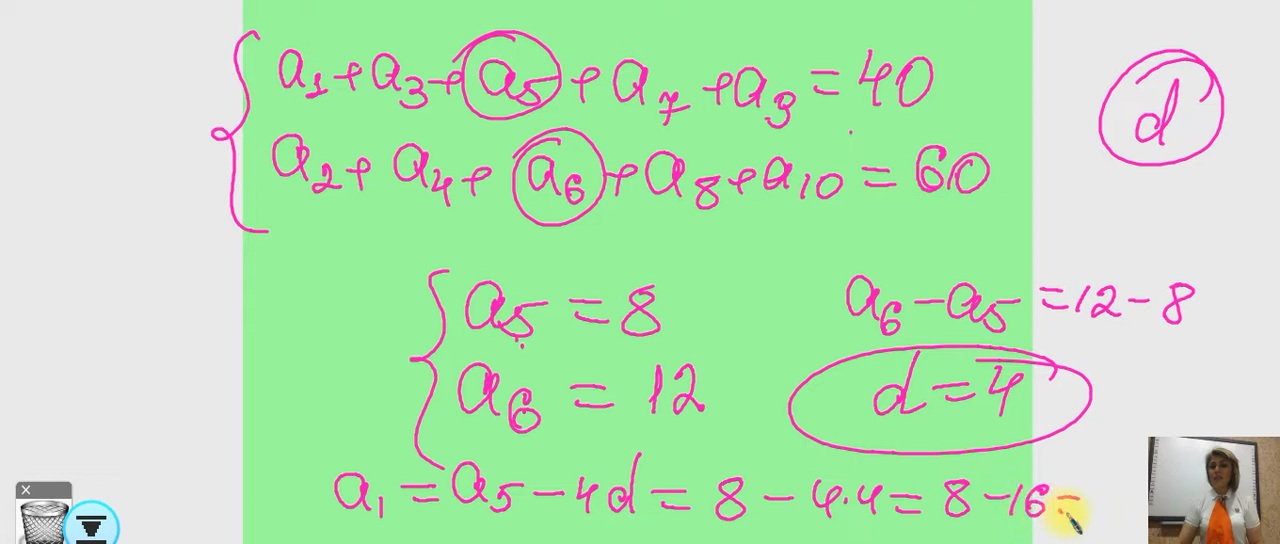 a₁ + a₃ + a₅ + a₇ + a₉ = 40
d
a₂ + a₄ + a₆ + a₈ + a₁₀ = 60
a₅ = 8
a₆ - a₅ = 12 - 8
a₆ = 12
d = 4
a₁ = a₅ - 4d = 8 - 4·4 = 8 - 16 =